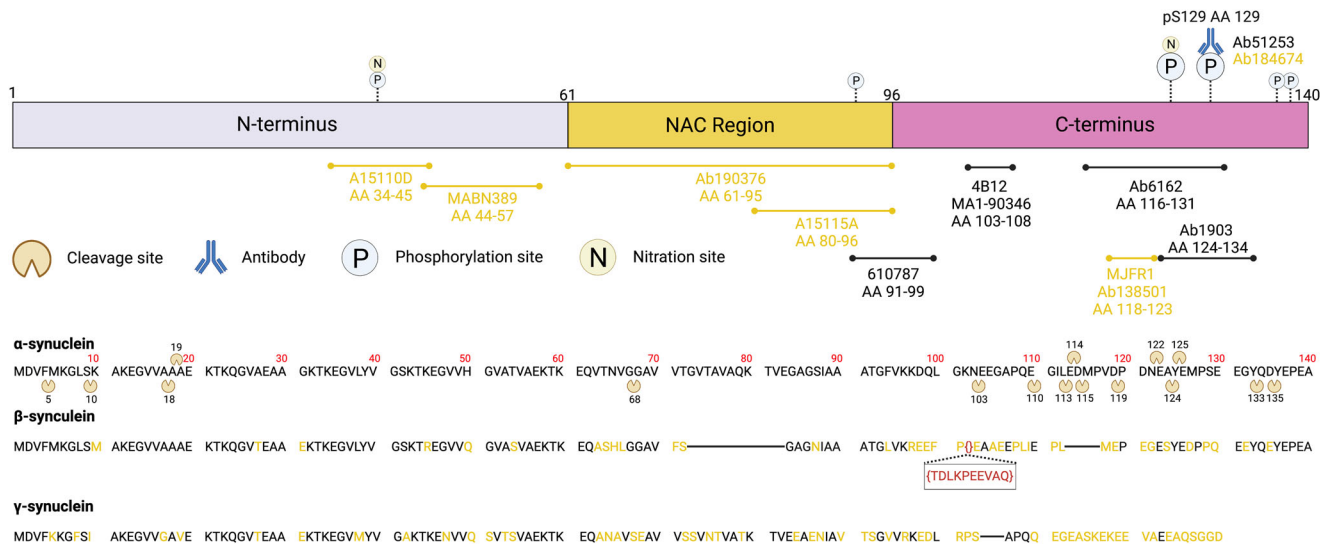 pS129 AA 129
N
N
Ab51253
P
P
P
P
Ab184674
P
P
1
61
96
140
N-terminus
NAC Region
C-terminus
A15110D
AA 34-45
MABN389
AA 44-57
Ab190376
AA 61-95
A15115A
AA 80-96
4B12
MA1-90346
AA 103-108
Ab6162
AA 116-131
Ab1903
AA 124-134
610787
AA 91-99
MJFR1
Ab138501
AA 118-123
Cleavage site
Antibody
P Phosphorylation site
N Nitration site
α-synuclein
19 114 122 125
10 20 30 40 50 60 70 80 90 100 110 120 130 140
MDVFMKGLSK AKEGVVAAAE KTKQGVAEAA GKTKEGVLYV GSKTKEGVVH GVATVAEKTK EQVTNVGGAV VTGVTAVAQK TVEGAGSIAA ATGFVKKDQL GKNEEGAPQE GILEDMPVDP DNEAYEMPSE EGYQDYEPEA
5 10 18 68 103 110 113 115 119 124 133 135
β-synculein
MDVFMKGLSM AKEGVVAAAE KTKQGVTEAA EKTKEGVLYV GSKTREGVVQ GVASVAEKTK EQASHLGGAV FS GAGNIAA ATGLVKREEF P{}EAAEEPLIE PL MEP EGESYEDPPQ EEYQEYEPEA
{TDLKPEEVAQ}
γ-synuclein
MDVFKKGFSI AKEGVVGAVE KTKQGVTEAA EKTKEGVMYV GAKTKENVVQ SVTSVAEKTK EQANAVSEAV VSSVNTVATK TVEEAENIAV TSGVVRKEDL RPS APQQ EGEASKEKEE VAEEAQSGGD